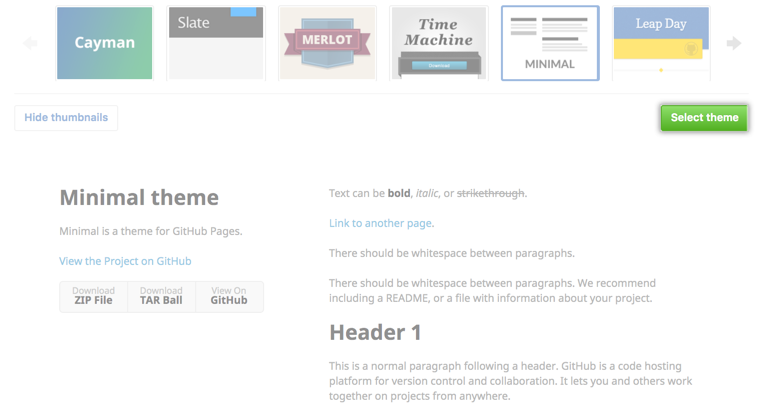 Cayman
Slate
MERLOT
Time
Machine
Download
MINIMAL
Leap Day
Hide thumbnails
Select theme
Minimal theme
Minimal is a theme for GitHub Pages.
View the Project on GitHub
Download
ZIP File
Download
TAR Ball
View On
GitHub
Text can be bold, italic, or strikethrough.
Link to another page.
There should be whitespace between paragraphs.
There should be whitespace between paragraphs. We recommend
including a README, or a file with information about your project.
Header 1
This is a normal paragraph following a header. GitHub is a code hosting
platform for version control and collaboration. It lets you and others work
together on projects from anywhere.